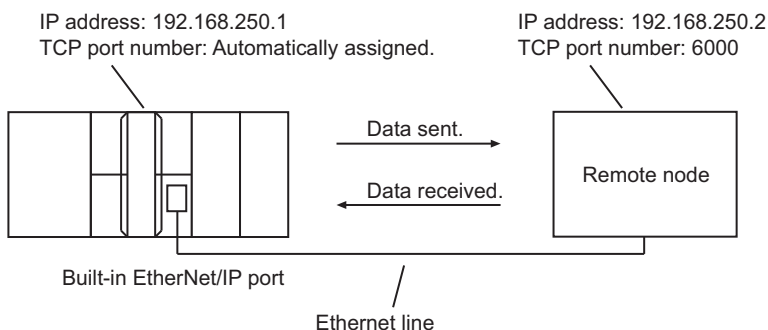 IP address: 192.168.250.1
TCP port number: Automatically assigned.
IP address: 192.168.250.2
TCP port number: 6000
Data sent.
Data received.
Remote node
Built-in EtherNet/IP port
Ethernet line